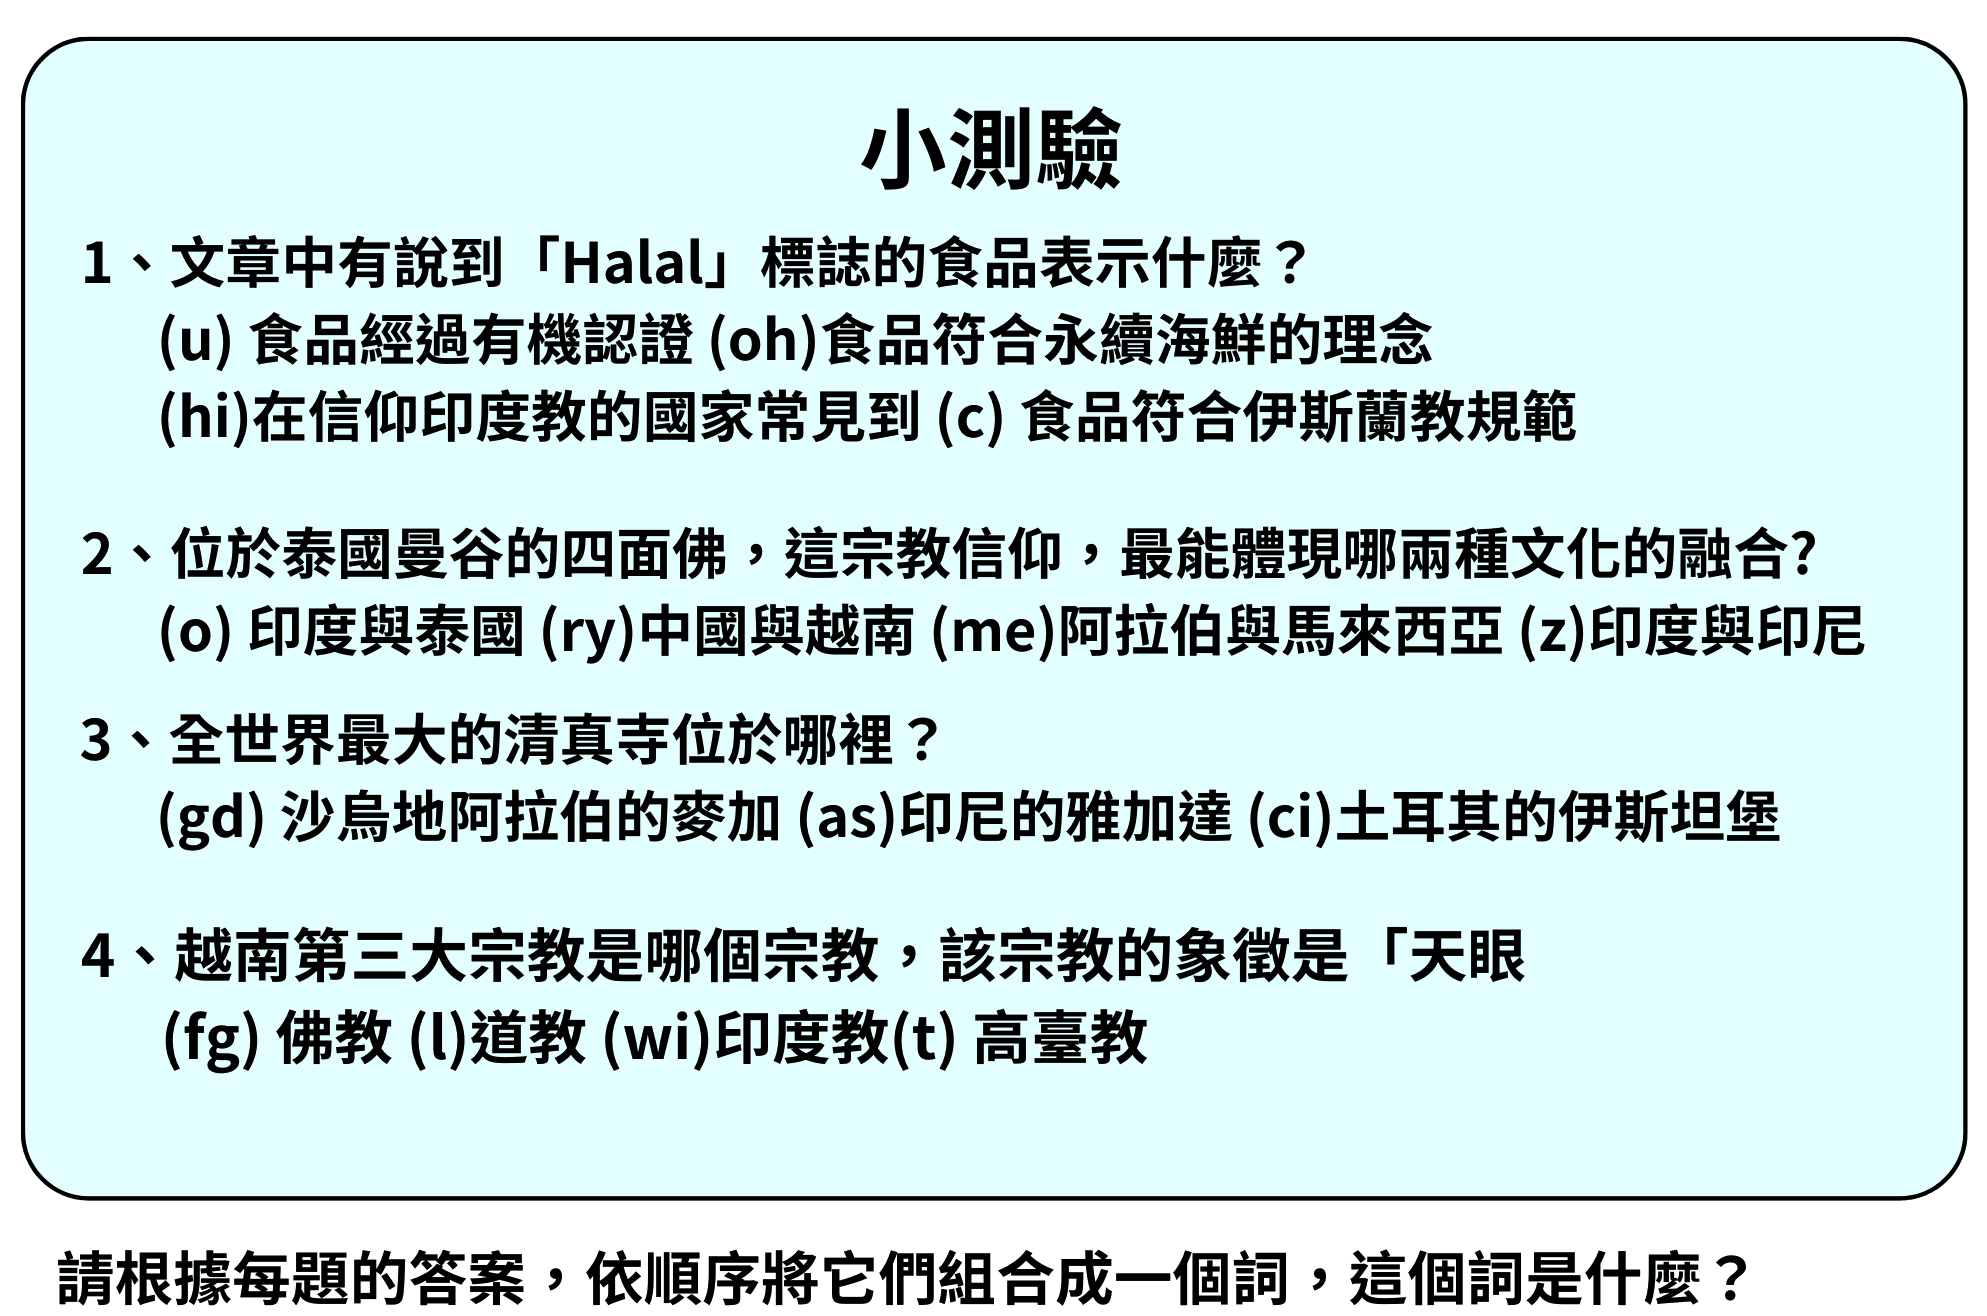 小測驗
1、文章中有說到「Halal」標誌的食品表示什麼？
(u) 食品經過有機認證 (oh)食品符合永續海鮮的理念
(hi)在信仰印度教的國家常見到 (c) 食品符合伊斯蘭教規範
2、位於泰國曼谷的四面佛，這宗教信仰，最能體現哪兩種文化的融合?
(o) 印度與泰國 (ry)中國與越南 (me)阿拉伯與馬來西亞 (z)印度與印尼
3、全世界最大的清真寺位於哪裡？
(gd) 沙烏地阿拉伯的麥加 (as)印尼的雅加達 (ci)土耳其的伊斯坦堡
4、越南第三大宗教是哪個宗教，該宗教的象徵是「天眼
(fg) 佛教 (l)道教 (wi)印度教(t) 高臺教
請根據每題的答案，依順序將它們組合成一個詞，這個詞是什麼？